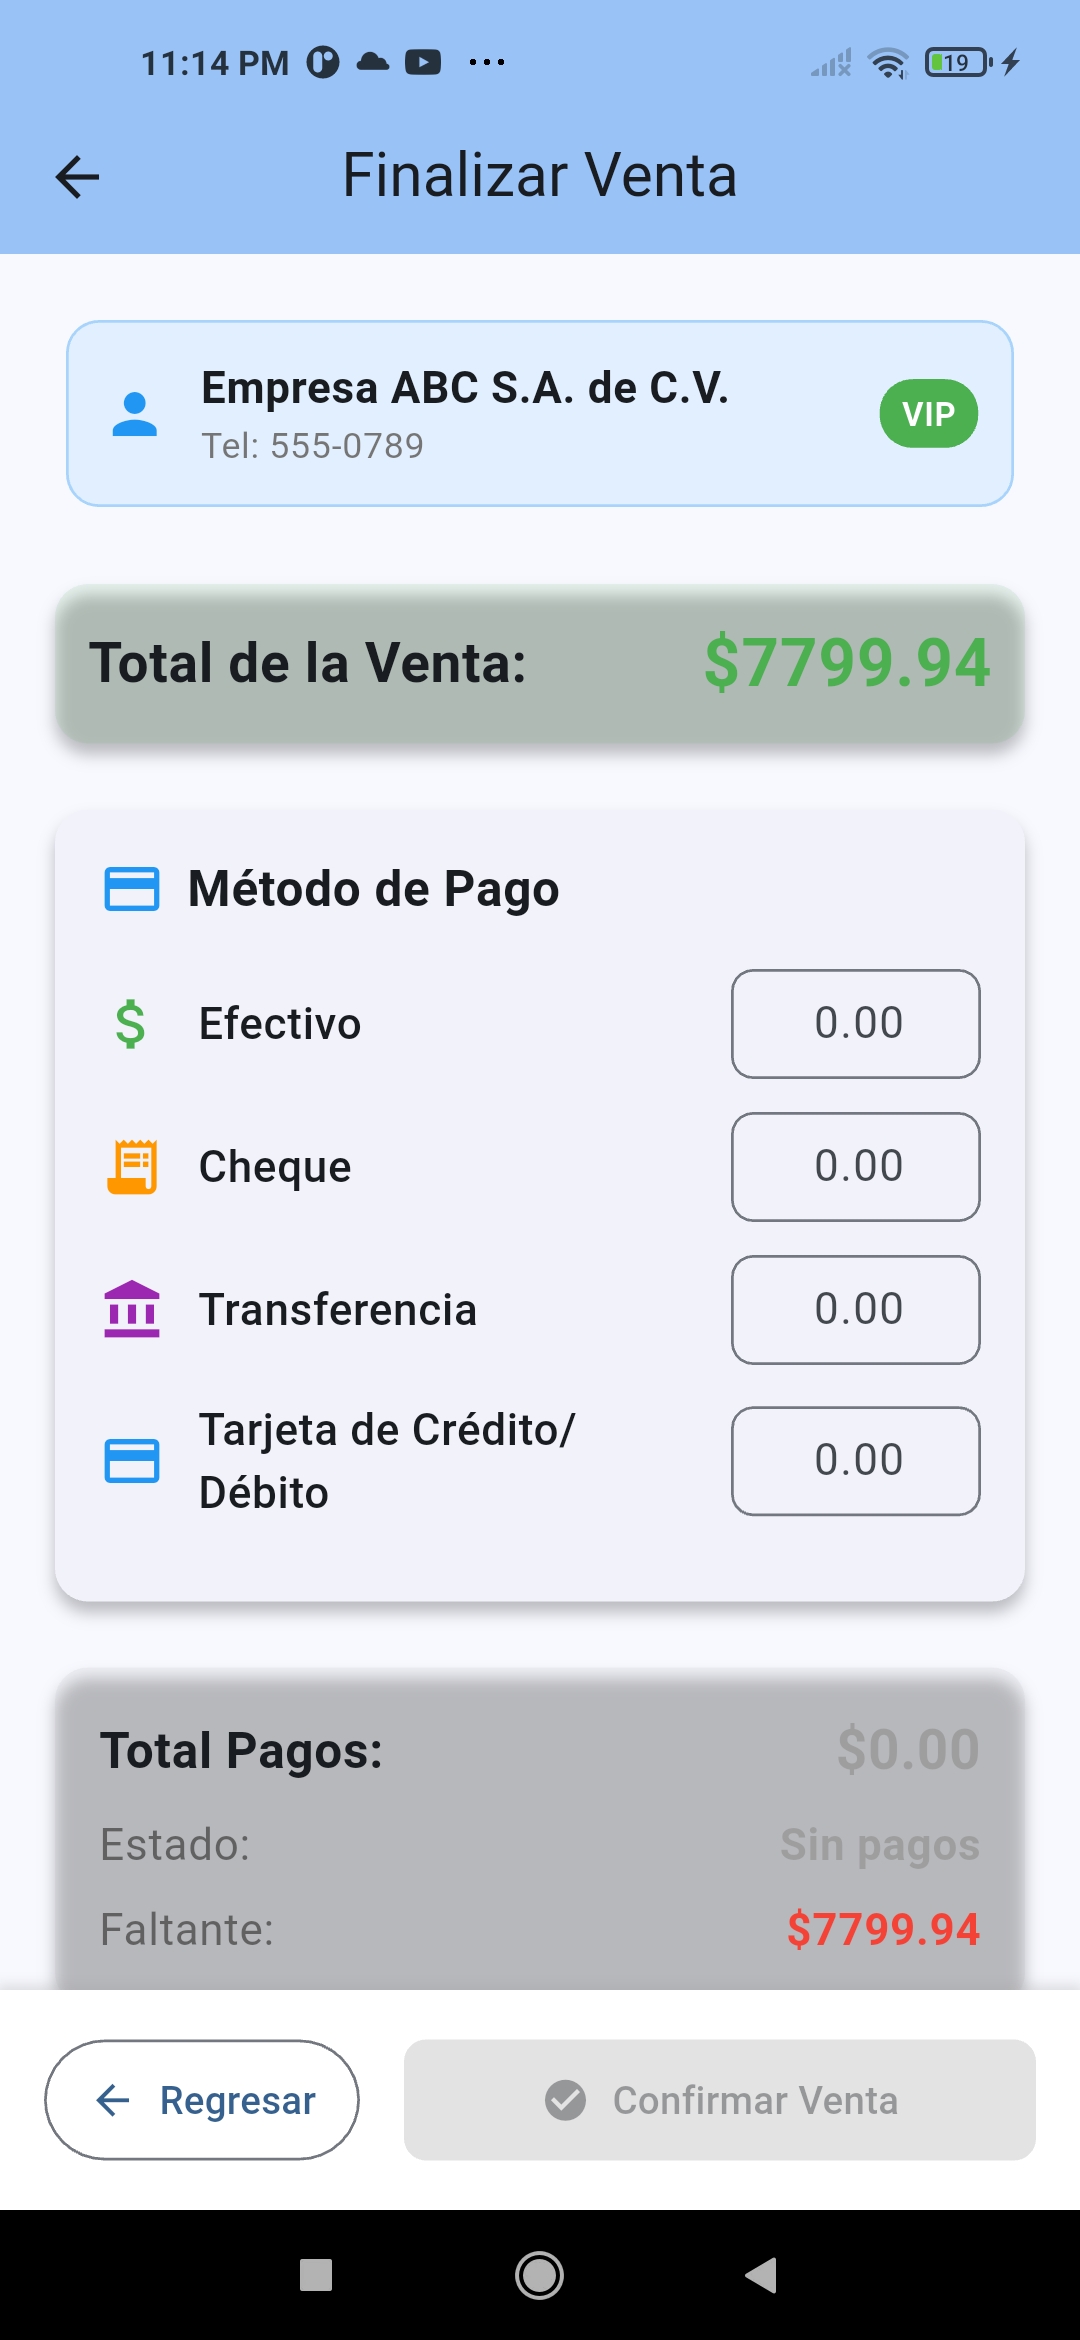 11:14 PM
19
Finalizar Venta
Empresa ABC S.A. de C.V.
Tel: 555-0789
VIP
Total de la Venta: $7799.94
Método de Pago
Efectivo 0.00
Cheque 0.00
Transferencia 0.00
Tarjeta de Crédito/
Débito 0.00
Total Pagos: $0.00
Estado: Sin pagos
Faltante: $7799.94
Regresar
Confirmar Venta